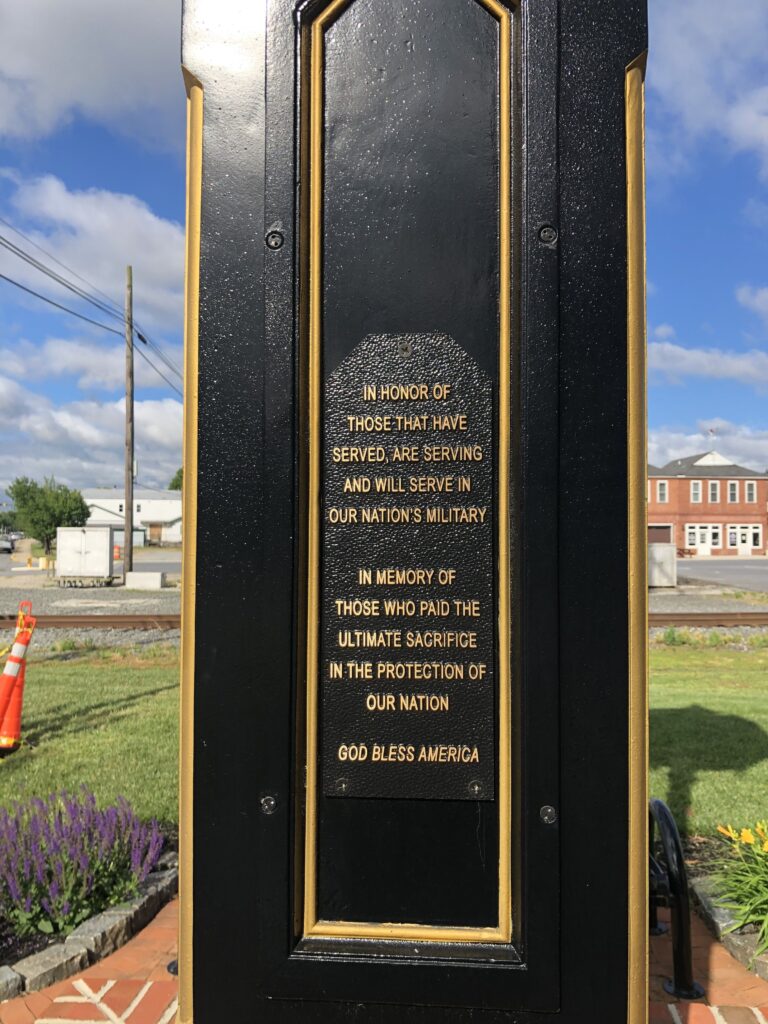 IN HONOR OF
THOSE THAT HAVE
SERVED, ARE SERVING
AND WILL SERVE IN
OUR NATION'S MILITARY
IN MEMORY OF
THOSE WHO PAID THE
ULTIMATE SACRIFICE
IN THE PROTECTION OF
OUR NATION
GOD BLESS AMERICA